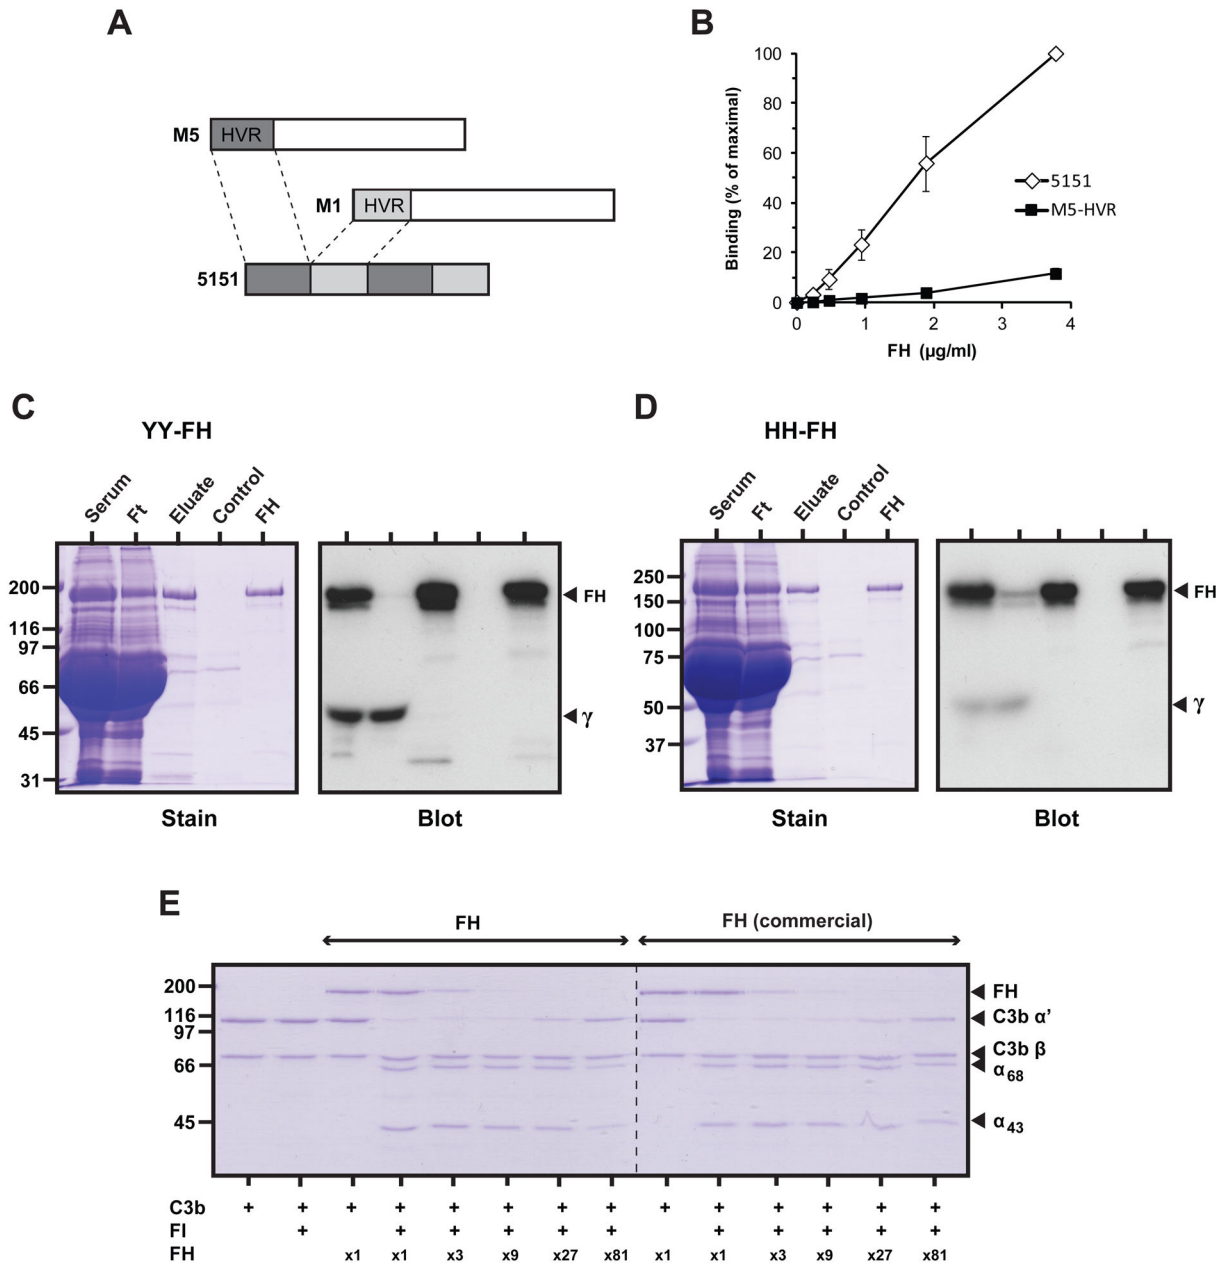 A
M5 HVR
M1 HVR
5151
B
Binding (% of maximal)
100
80
60
40
20
0
0 1 2 3 4
FH (μg/ml)
5151
M5-HVR
C
YY-FH
Serum Ft Eluate Control FH
200
116
97
66
45
31
FH
γ
Stain Blot
D
HH-FH
Serum Ft Eluate Control FH
250
150
100
75
50
37
FH
γ
Stain Blot
E
FH FH (commercial)
200
116
97
66
45
FH
C3b α’
C3b β
α68
α43
C3b + + + + + + + + + + + + + +
FI + + + + + + + + + + +
FH x1 x1 x3 x9 x27 x81 x1 x1 x3 x9 x27 x81